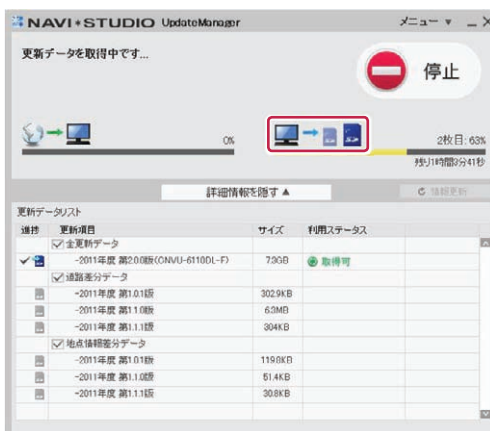 NAVI*STUDIO UpdateManager
メニュー ▼ _ X
更新データを取得中です...
停止
0%
2枚目: 63%
残り1時間3分41秒
詳細情報を隠す ▲
情報更新
更新データリスト
進捗 更新項目 サイズ 利用ステータス
全更新データ
-2011年度 第2.0.0版(CNVU-6110DL-F) 7.3GB 取得可
道路差分データ
-2011年度 第1.0.1版 302.9KB
-2011年度 第1.1.0版 6.3MB
-2011年度 第1.1.1版 304KB
地点情報差分データ
-2011年度 第1.0.1版 119.8KB
-2011年度 第1.1.0版 51.4KB
-2011年度 第1.1.1版 30.8KB